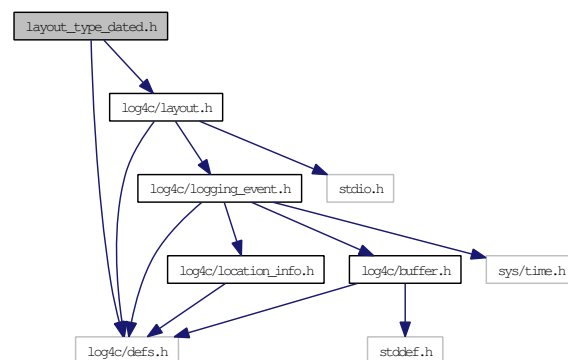 layout_type_dated.h
log4c/layout.h
log4c/logging_event.h
stdio.h
log4c/location_info.h
log4c/buffer.h
sys/time.h
log4c/defs.h
stddef.h